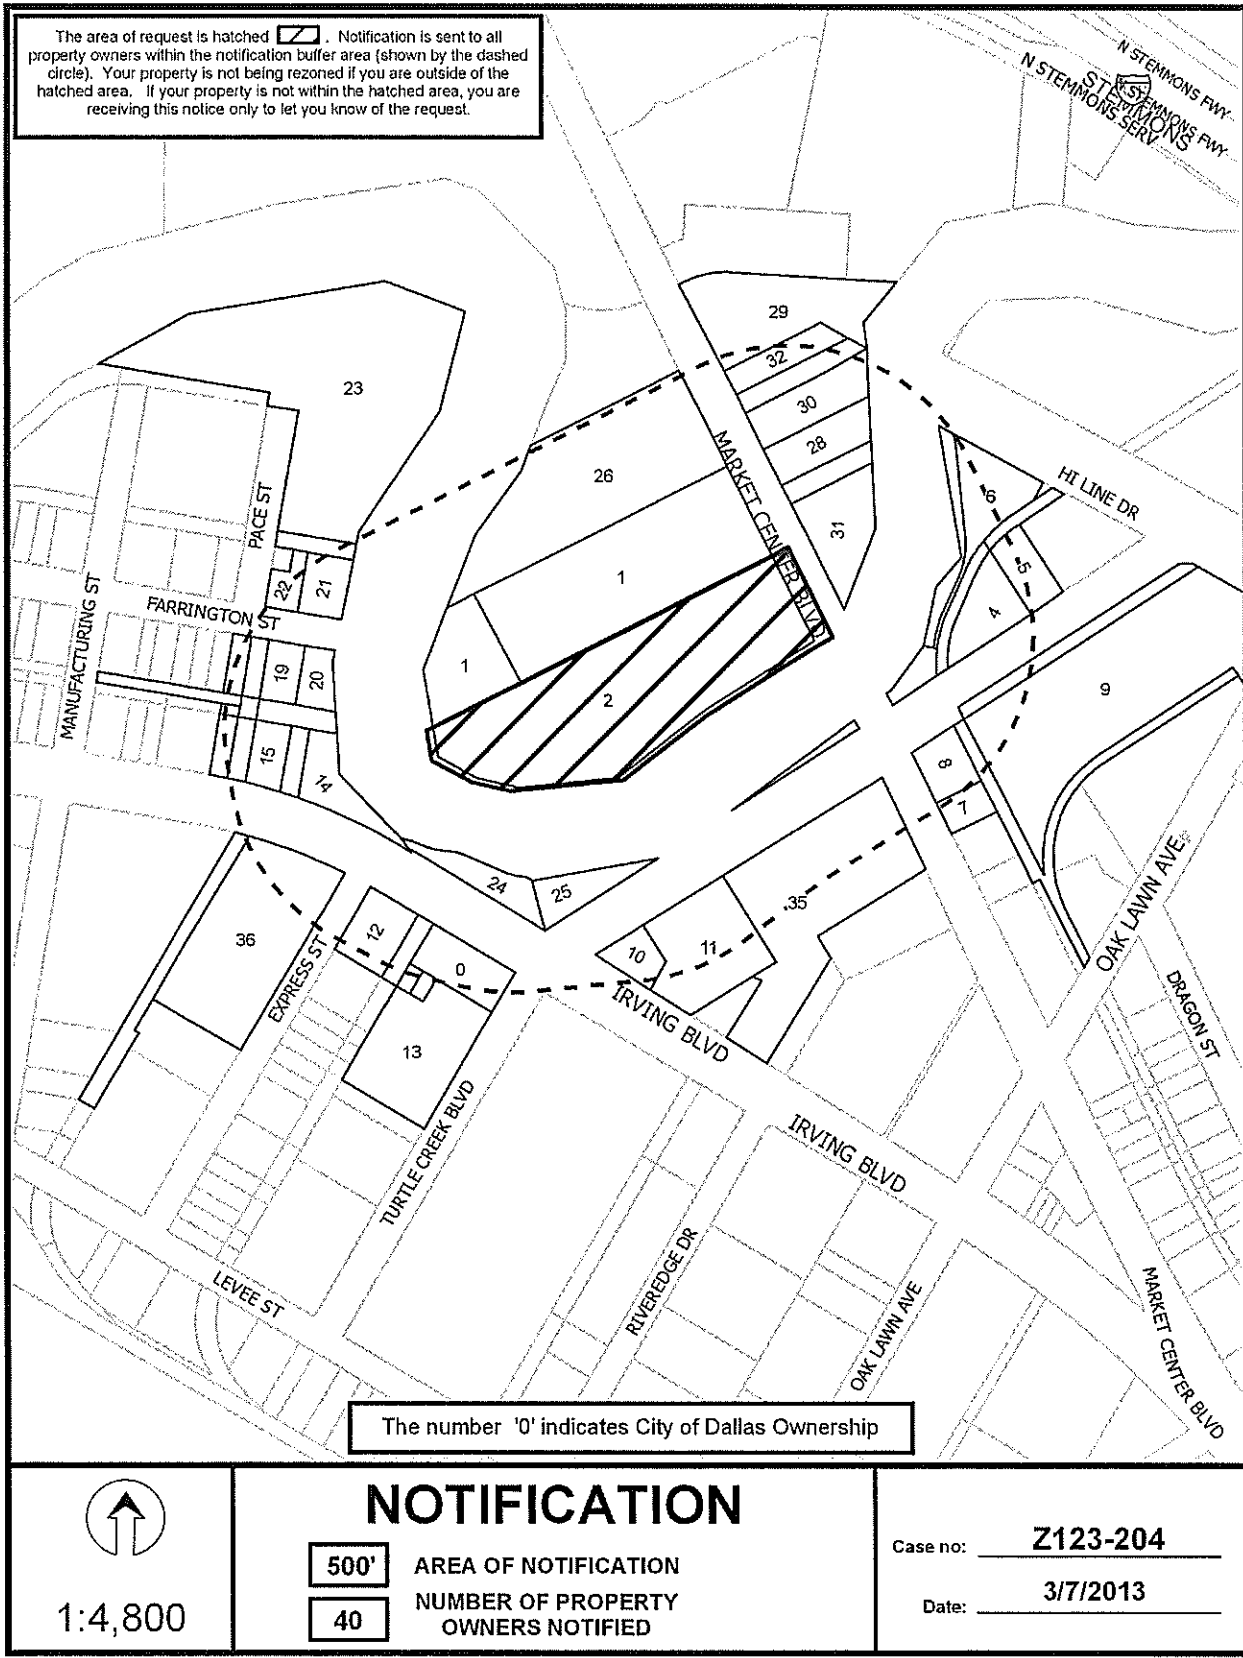 The area of request is hatched . Notification is sent to all
property owners within the notification buffer area (shown by the dashed
circle). Your property is not being rezoned if you are outside of the
hatched area. If your property is not within the hatched area, you are
receiving this notice only to let you know of the request.
N STEMMONS FWY
N STEMMONS FWY
STEMMONS
N STEMMONS SERV
29
32
23
30
28
26
MARKET CENTER BLVD
HI LINE DR
6
31
PACE ST
5
1
22
21
MANUFACTURING ST
FARRINGTON ST
4
1
19
20
2
9
15
8
14
7
OAK LAWN AVE
24
25
35
12
36
10
11
0
EXPRESS ST
IRVING BLVD
DRAGON ST
13
TURTLE CREEK BLVD
IRVING BLVD
LEVEE ST
RIVEREDGE DR
OAK LAWN AVE
MARKET CENTER BLVD
The number '0' indicates City of Dallas Ownership
1:4,800
NOTIFICATION
500' AREA OF NOTIFICATION
40 NUMBER OF PROPERTY
OWNERS NOTIFIED
Case no: Z123-204
Date: 3/7/2013